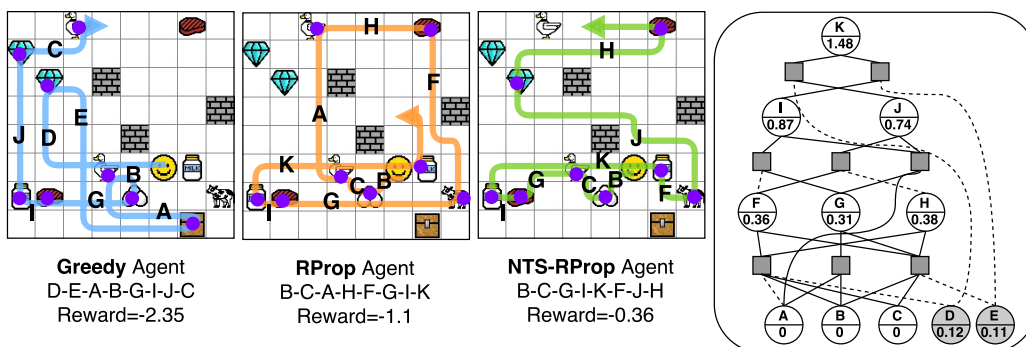 C
J
D
E
B
G
I
A
MILK
Greedy Agent
D-E-A-B-G-I-J-C
Reward=-2.35
H
F
A
K
C
B
G
I
RProp Agent
B-C-A-H-F-G-I-K
Reward=-1.1
H
J
K
G
C
B
F
I
NTS-RProp Agent
B-C-G-I-K-F-J-H
Reward=-0.36
K
1.48
I
0.87
J
0.74
F
0.36
G
0.31
H
0.38
A
0
B
0
C
0
D
0.12
E
0.11